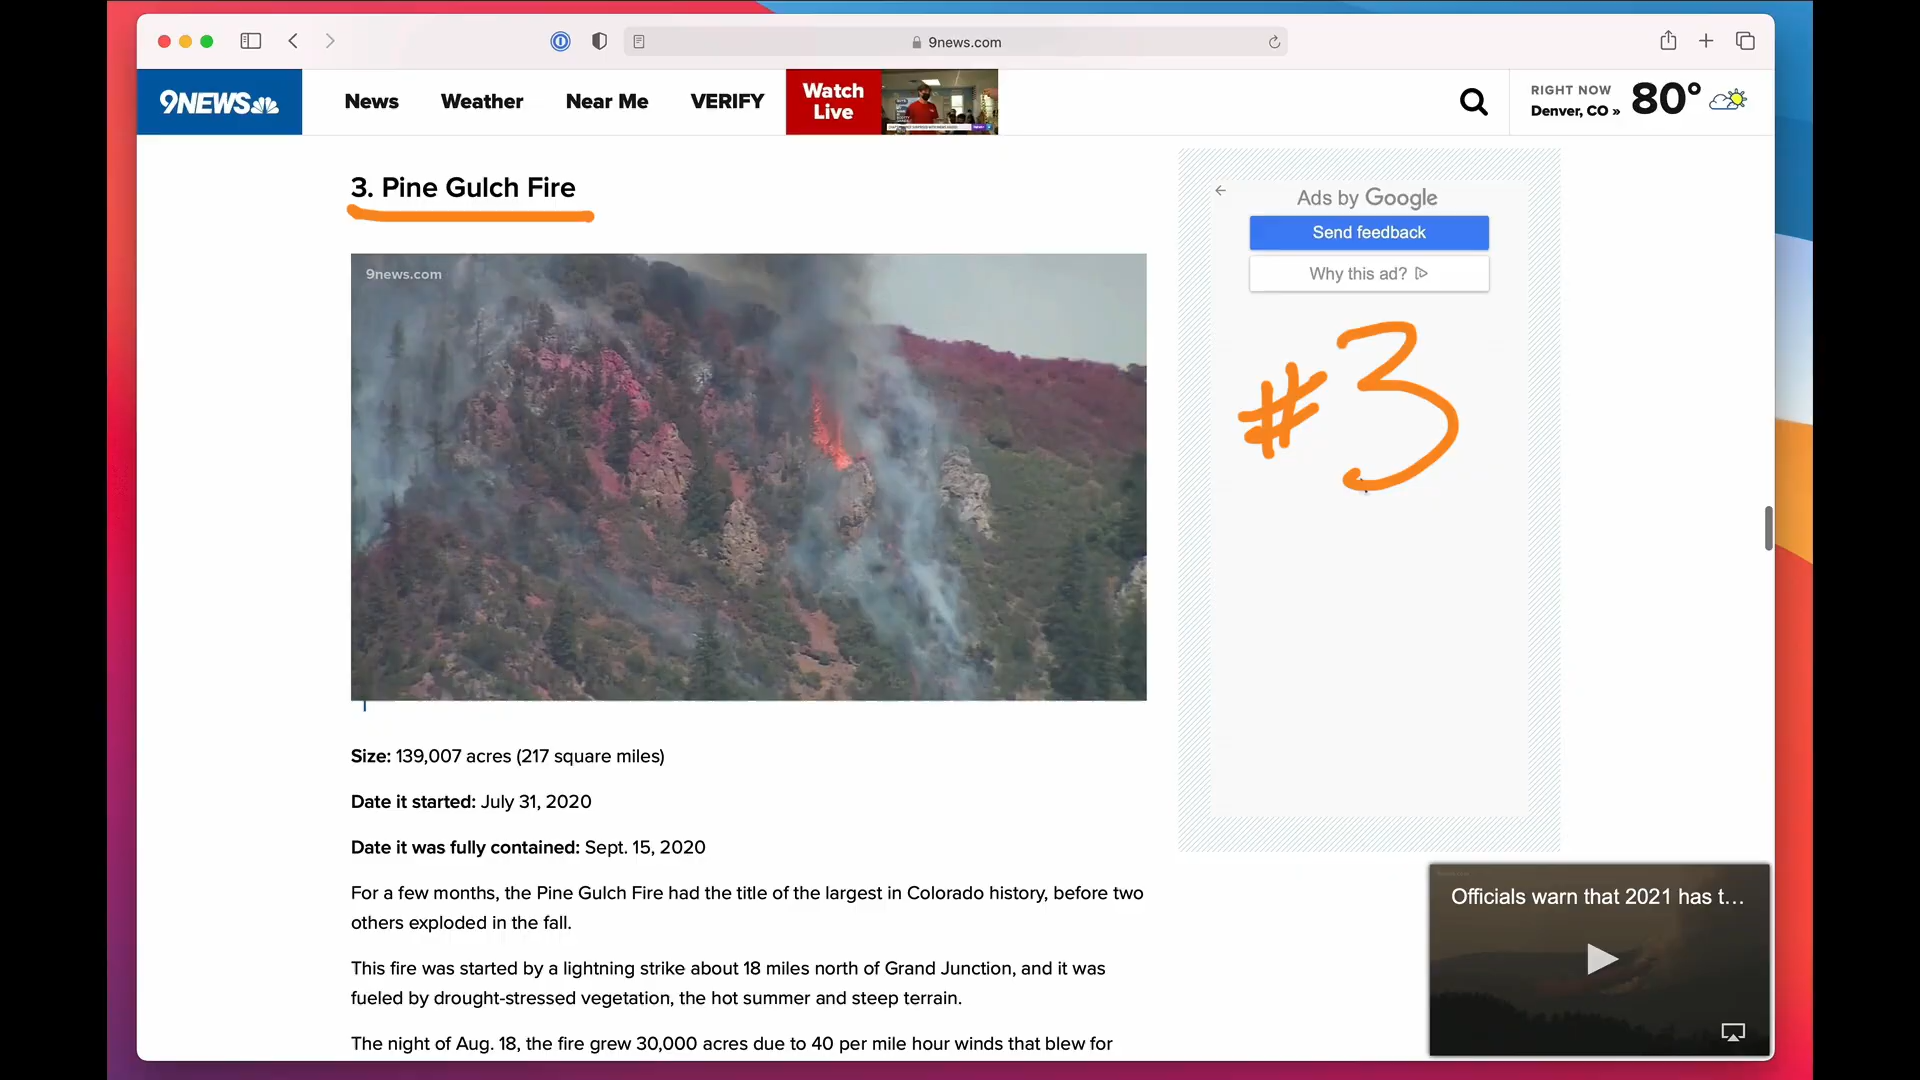 9news.com
9NEWS
News
Weather
Near Me
VERIFY
Watch
Live
RIGHT NOW
Denver, CO »
80°
3. Pine Gulch Fire
9news.com
Ads by Google
Send feedback
Why this ad?
#3
Size: 139,007 acres (217 square miles)
Date it started: July 31, 2020
Date it was fully contained: Sept. 15, 2020
For a few months, the Pine Gulch Fire had the title of the largest in Colorado history, before two
others exploded in the fall.
This fire was started by a lightning strike about 18 miles north of Grand Junction, and it was
fueled by drought-stressed vegetation, the hot summer and steep terrain.
The night of Aug. 18, the fire grew 30,000 acres due to 40 per mile hour winds that blew for
Officials warn that 2021 has t...